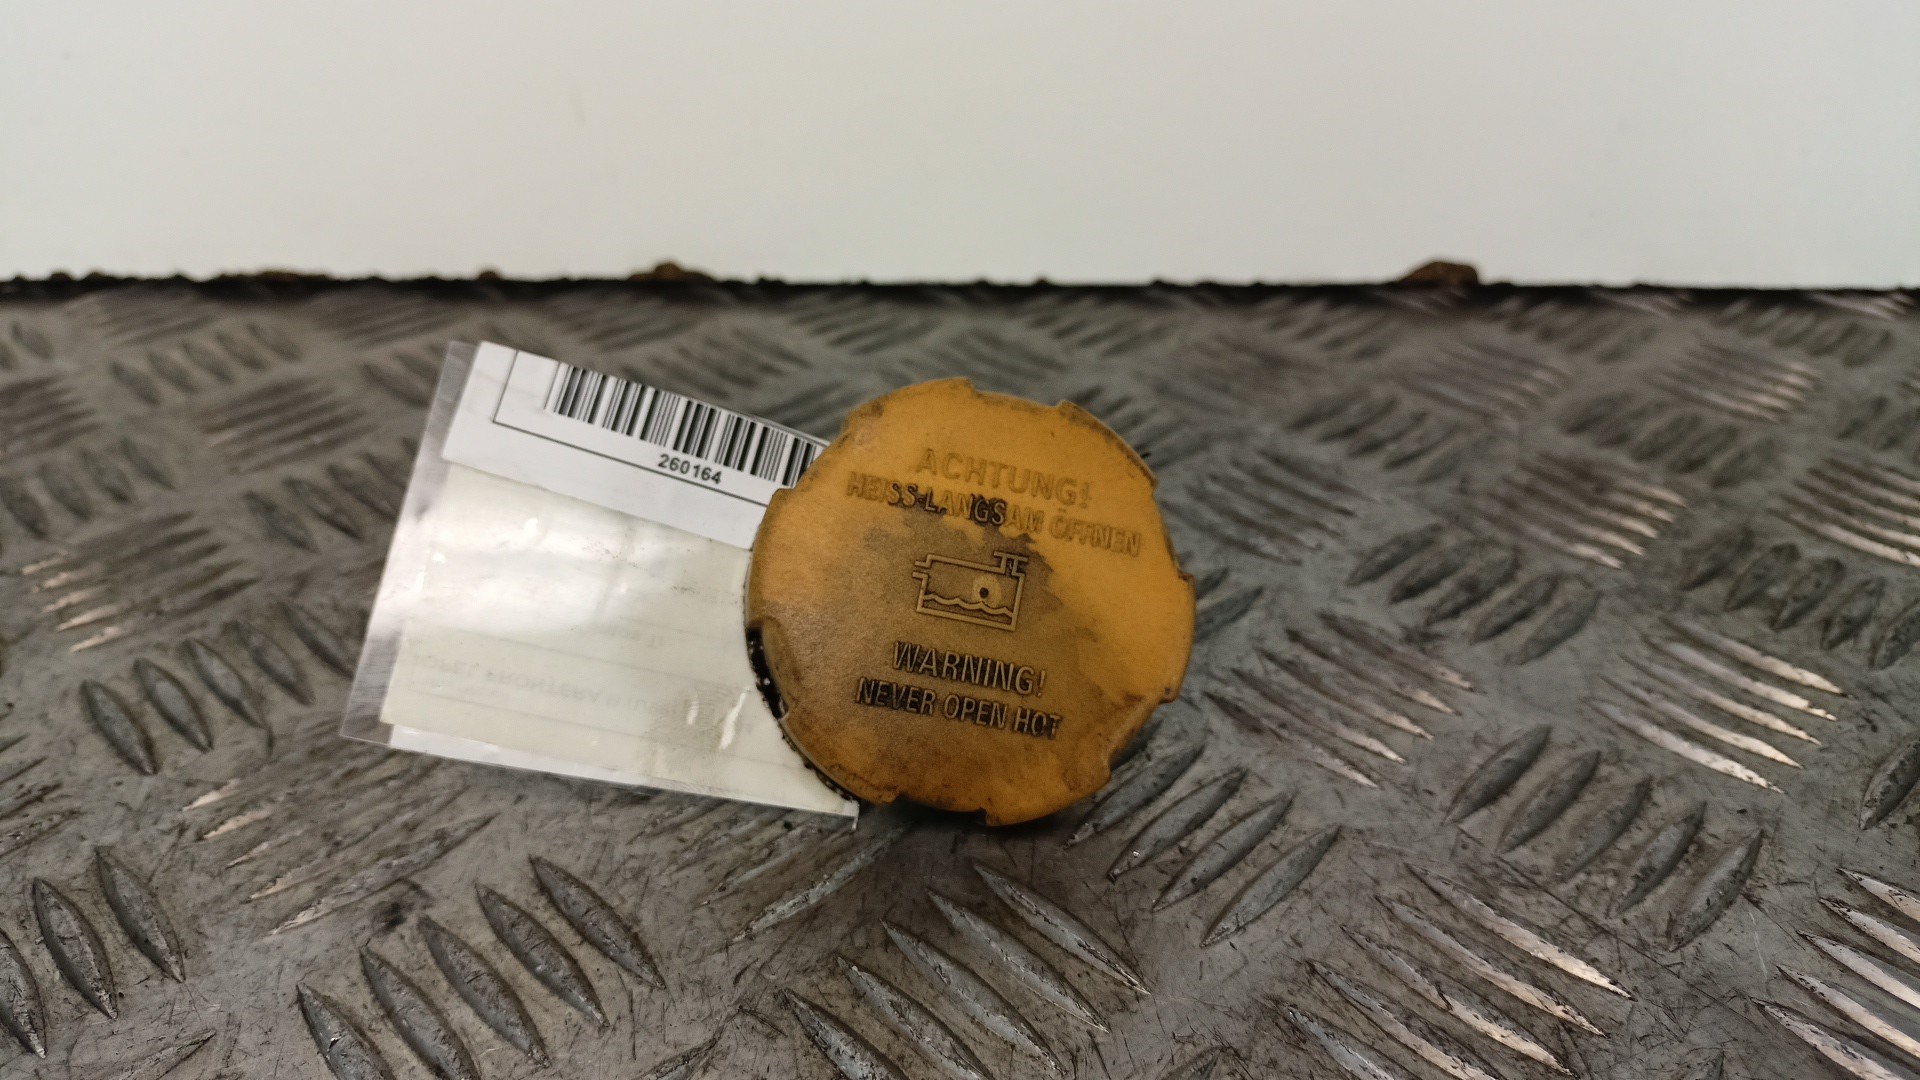 260164
ACHTUNG!
HEISS-LANGSAM ÖFFNEN
WARNING!
NEVER OPEN HOT